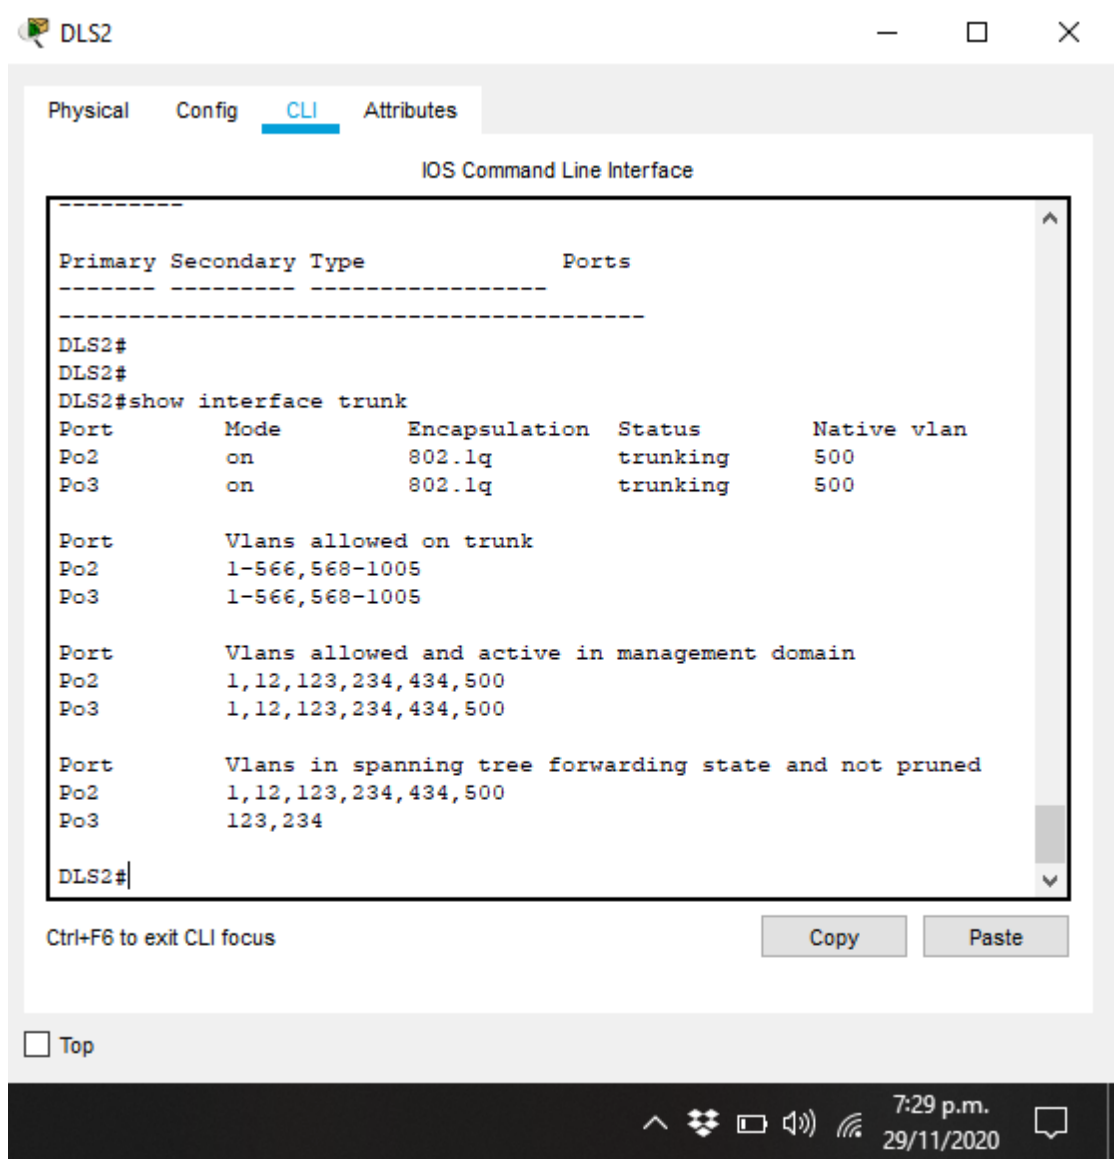 DLS2
Physical Config CLI Attributes
IOS Command Line Interface
---------
Primary Secondary Type Ports
------- --------- -----------------
------------------------------------------
DLS2#
DLS2#
DLS2#show interface trunk
Port Mode Encapsulation Status Native vlan
Po2 on 802.1q trunking 500
Po3 on 802.1q trunking 500
Port Vlans allowed on trunk
Po2 1-566,568-1005
Po3 1-566,568-1005
Port Vlans allowed and active in management domain
Po2 1,12,123,234,434,500
Po3 1,12,123,234,434,500
Port Vlans in spanning tree forwarding state and not pruned
Po2 1,12,123,234,434,500
Po3 123,234
DLS2#
Ctrl+F6 to exit CLI focus Copy Paste
Top
7:29 p.m.
29/11/2020